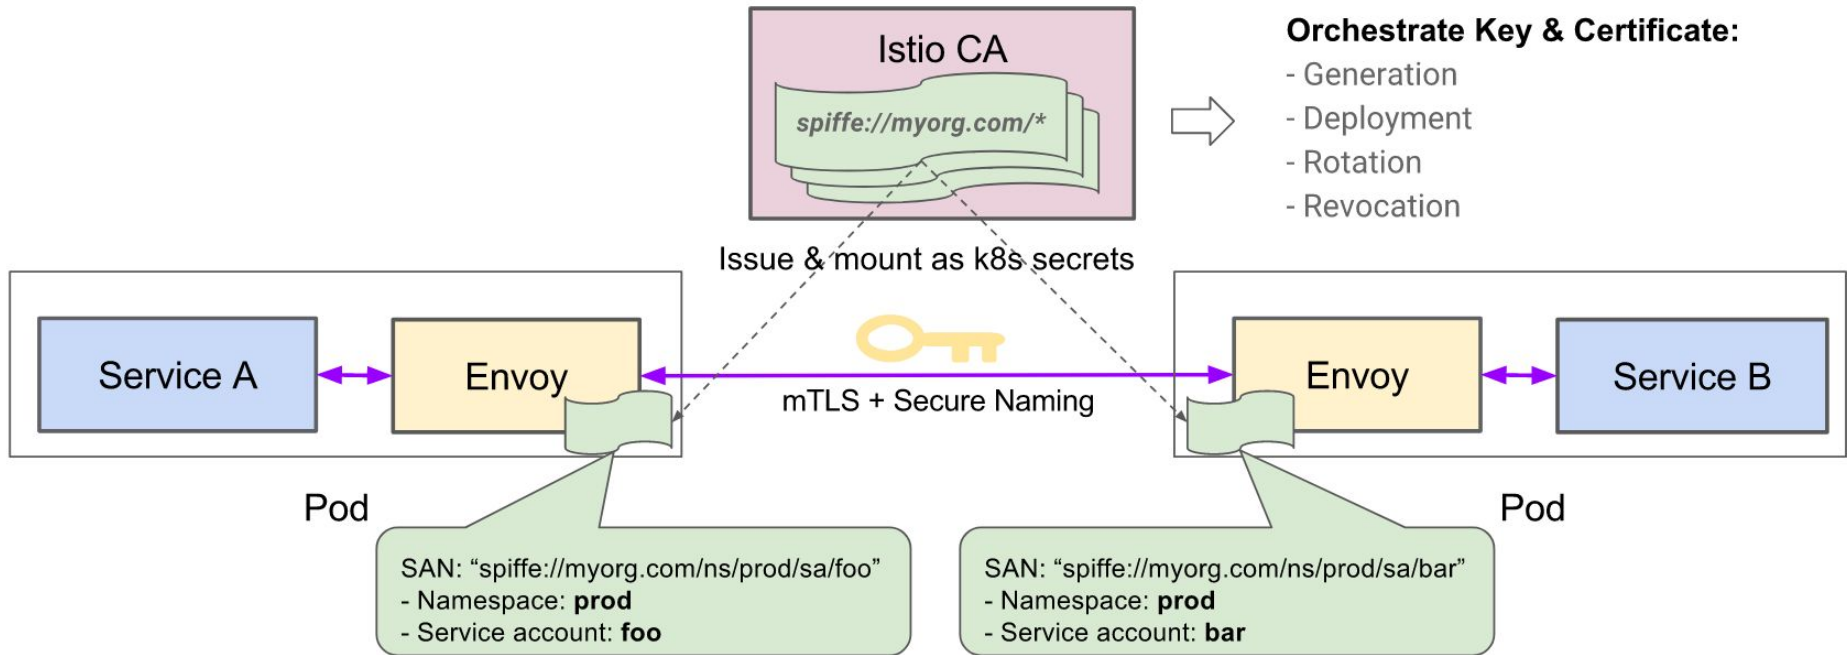 Istio CA
spiffe://myorg.com/*
Orchestrate Key & Certificate:
- Generation
- Deployment
- Rotation
- Revocation
Issue & mount as k8s secrets
Service A
Envoy
mTLS + Secure Naming
Envoy
Service B
Pod
Pod
SAN: “spiffe://myorg.com/ns/prod/sa/foo”
- Namespace: prod
- Service account: foo
SAN: “spiffe://myorg.com/ns/prod/sa/bar”
- Namespace: prod
- Service account: bar